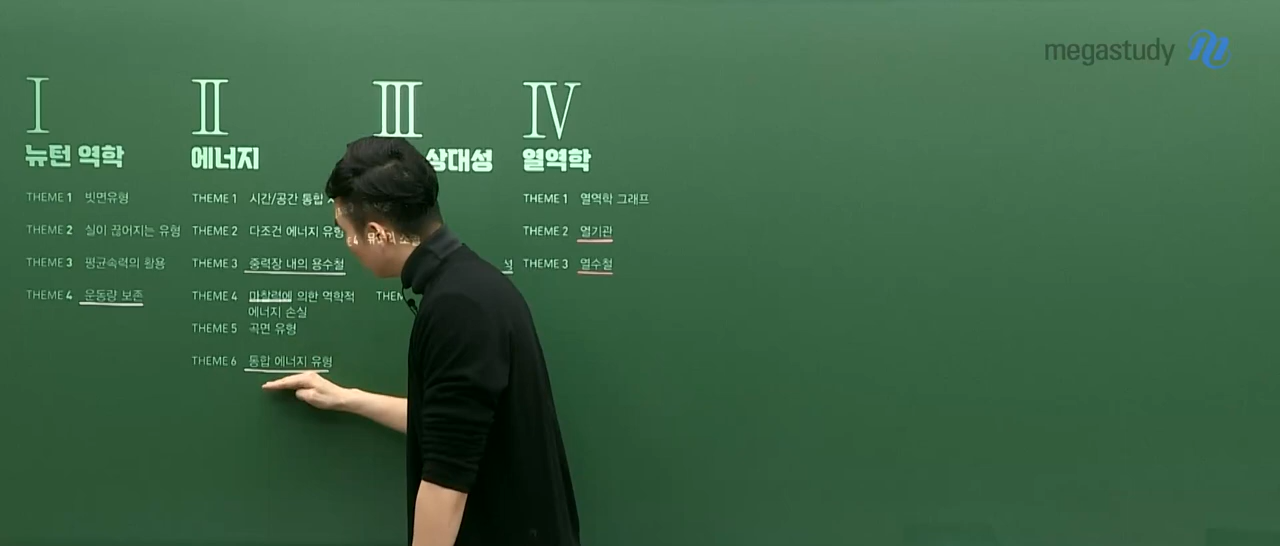 megastudy
Ⅰ
뉴턴 역학
THEME 1 빗면유형
THEME 2 실이 끊어지는 유형
THEME 3 평균속력의 활용
THEME 4 운동량 보존
Ⅱ
에너지
THEME 1 시간/공간 통합
THEME 2 다조건 에너지 유형
THEME 3 중력장 내의 용수철
THEME 4 마찰력에 의한 역학적
에너지 손실
THEME 5 곡면 유형
THEME 6 통합 에너지 유형
Ⅲ
상대성
Ⅳ
열역학
THEME 1 열역학 그래프
THEME 2 열기관
THEME 3 열수철